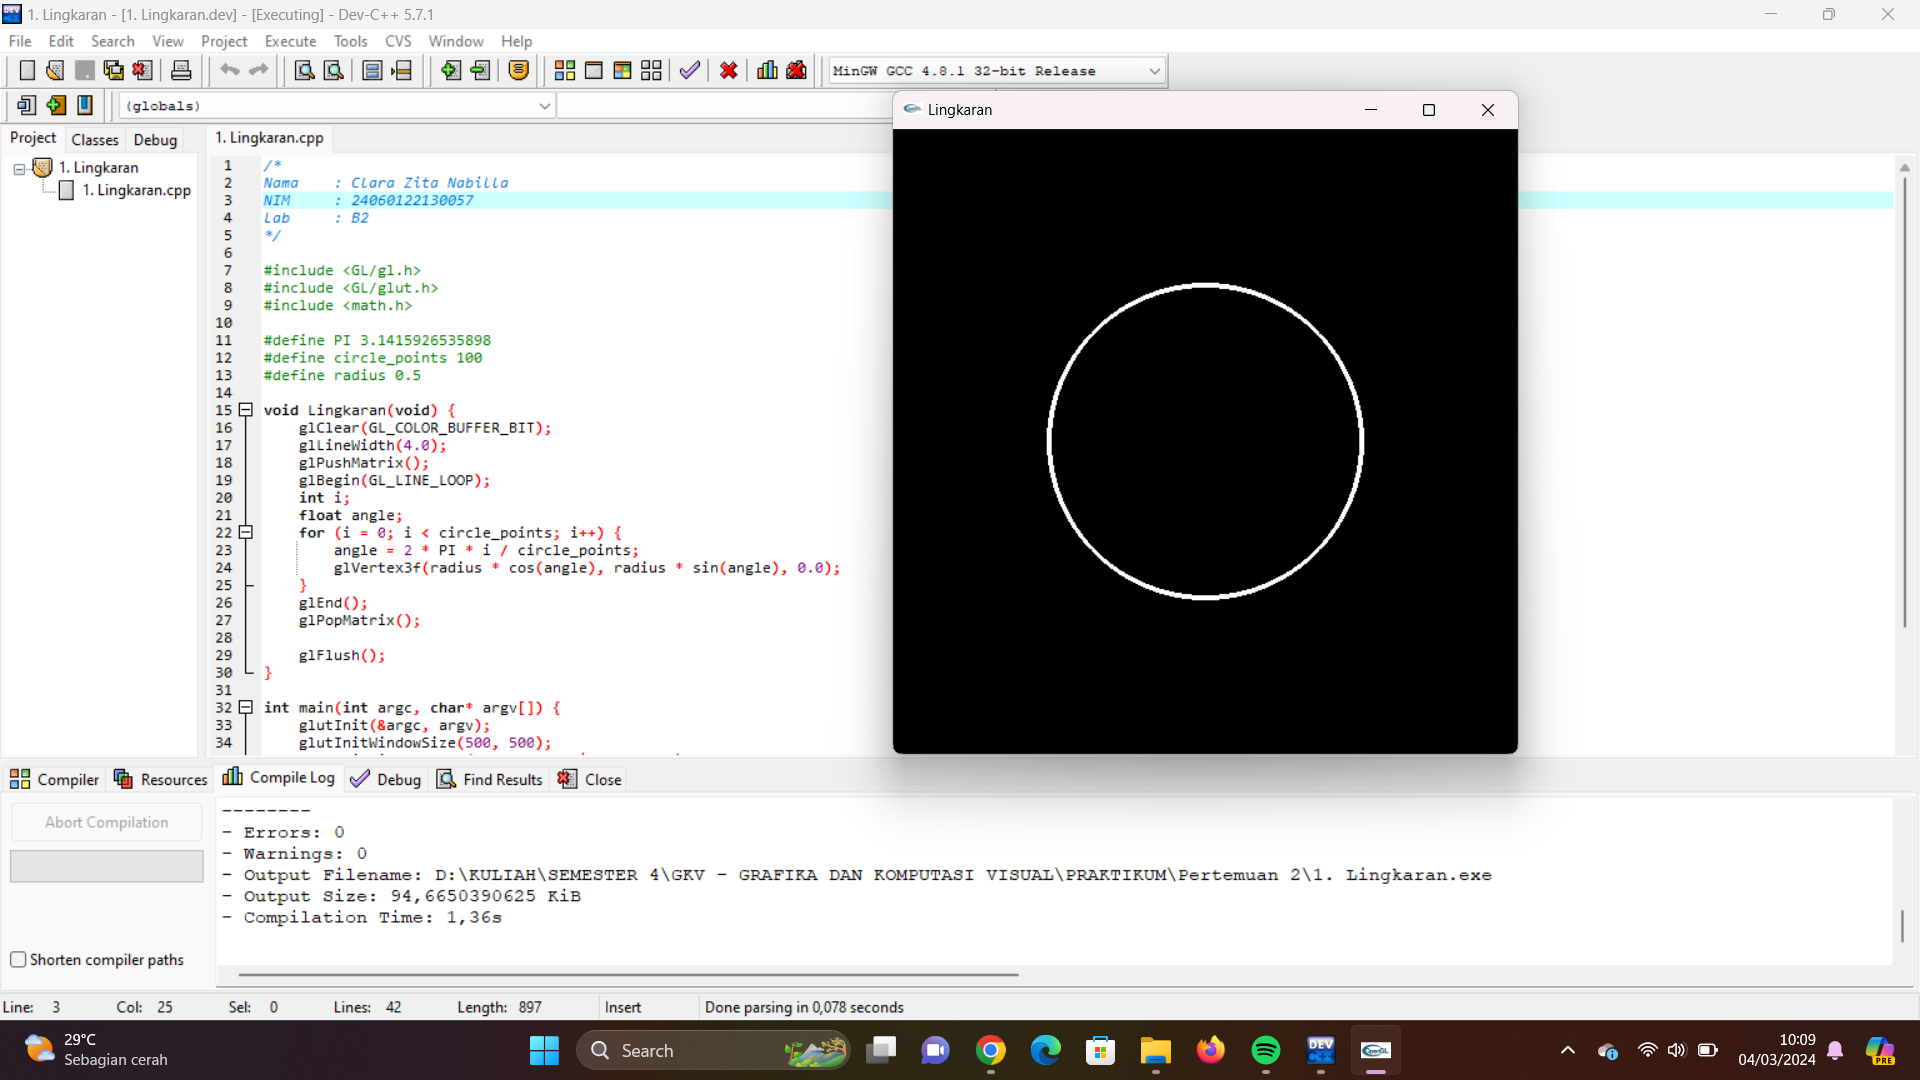 1. Lingkaran - [1. Lingkaran.dev] - [Executing] - Dev-C++ 5.7.1
File Edit Search View Project Execute Tools CVS Window Help
MinGW GCC 4.8.1 32-bit Release
(globals)
Project Classes Debug
1. Lingkaran.cpp
1. Lingkaran
1. Lingkaran.cpp
1 /*
2 Nama : Clara Zita Nabilla
3 NIM : 24060122130057
4 Lab : B2
5 */
6
7 #include <GL/gl.h>
8 #include <GL/glut.h>
9 #include <math.h>
10
11 #define PI 3.1415926535898
12 #define circle_points 100
13 #define radius 0.5
14
15 void Lingkaran(void) {
16 glClear(GL_COLOR_BUFFER_BIT);
17 glLineWidth(4.0);
18 glPushMatrix();
19 glBegin(GL_LINE_LOOP);
20 int i;
21 float angle;
22 for (i = 0; i < circle_points; i++) {
23 angle = 2 * PI * i / circle_points;
24 glVertex3f(radius * cos(angle), radius * sin(angle), 0.0);
25 }
26 glEnd();
27 glPopMatrix();
28
29 glFlush();
30 }
31
32 int main(int argc, char* argv[]) {
33 glutInit(&argc, argv);
34 glutInitWindowSize(500, 500);
Lingkaran
Compiler Resources Compile Log Debug Find Results Close
Abort Compilation
Shorten compiler paths
--------
- Errors: 0
- Warnings: 0
- Output Filename: D:\KULIAH\SEMESTER 4\GKV - GRAFIKA DAN KOMPUTASI VISUAL\PRAKTIKUM\Pertemuan 2\1. Lingkaran.exe
- Output Size: 94,6650390625 KiB
- Compilation Time: 1,36s
Line: 3 Col: 25 Sel: 0 Lines: 42 Length: 897 Insert Done parsing in 0,078 seconds
29°C
Sebagian cerah
Search
DEV
C++
OpenGL
10:09
04/03/2024
PRE